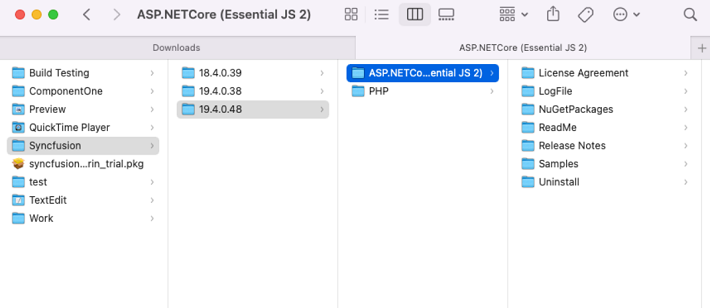 ASP.NETCore (Essential JS 2)
Downloads
ASP.NETCore (Essential JS 2)
Build Testing
ComponentOne
Preview
QuickTime Player
Syncfusion
syncfusion...rin_trial.pkg
test
TextEdit
Work
18.4.0.39
19.4.0.38
19.4.0.48
ASP.NETCo...ential JS 2)
PHP
License Agreement
LogFile
NuGetPackages
ReadMe
Release Notes
Samples
Uninstall